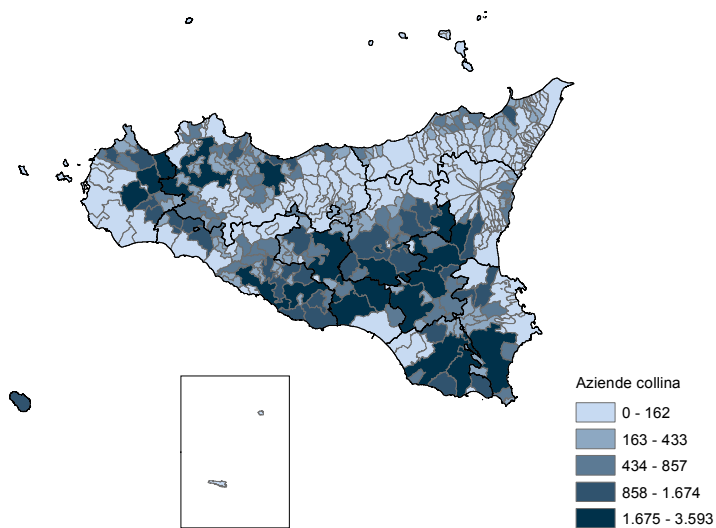 Aziende collina
0 - 162
163 - 433
434 - 857
858 - 1.674
1.675 - 3.593